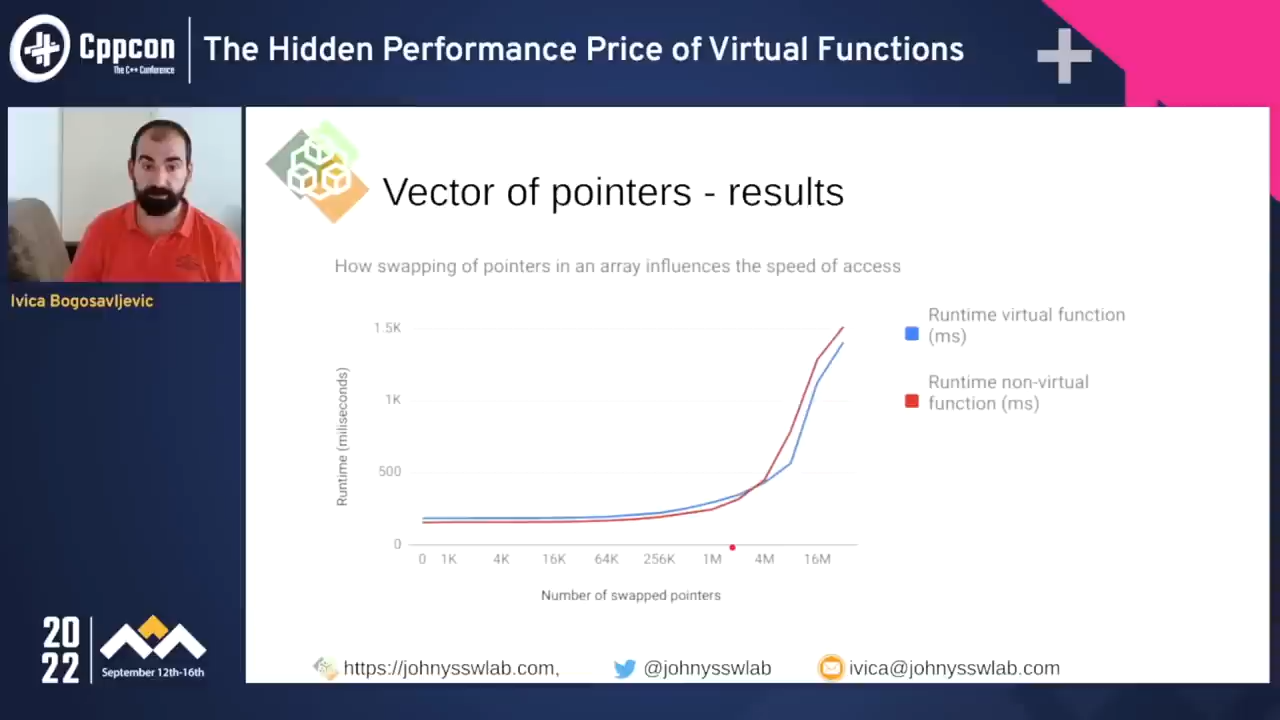 Cppcon
The C++ Conference
The Hidden Performance Price of Virtual Functions
Ivica Bogosavljevic
Vector of pointers - results
How swapping of pointers in an array influences the speed of access
Runtime (miliseconds)
1.5K
1K
500
0
0 1K 4K 16K 64K 256K 1M 4M 16M
Number of swapped pointers
Runtime virtual function
(ms)
Runtime non-virtual
function (ms)
20
22
September 12th-16th
https://johnysswlab.com, @johnysswlab ivica@johnysswlab.com